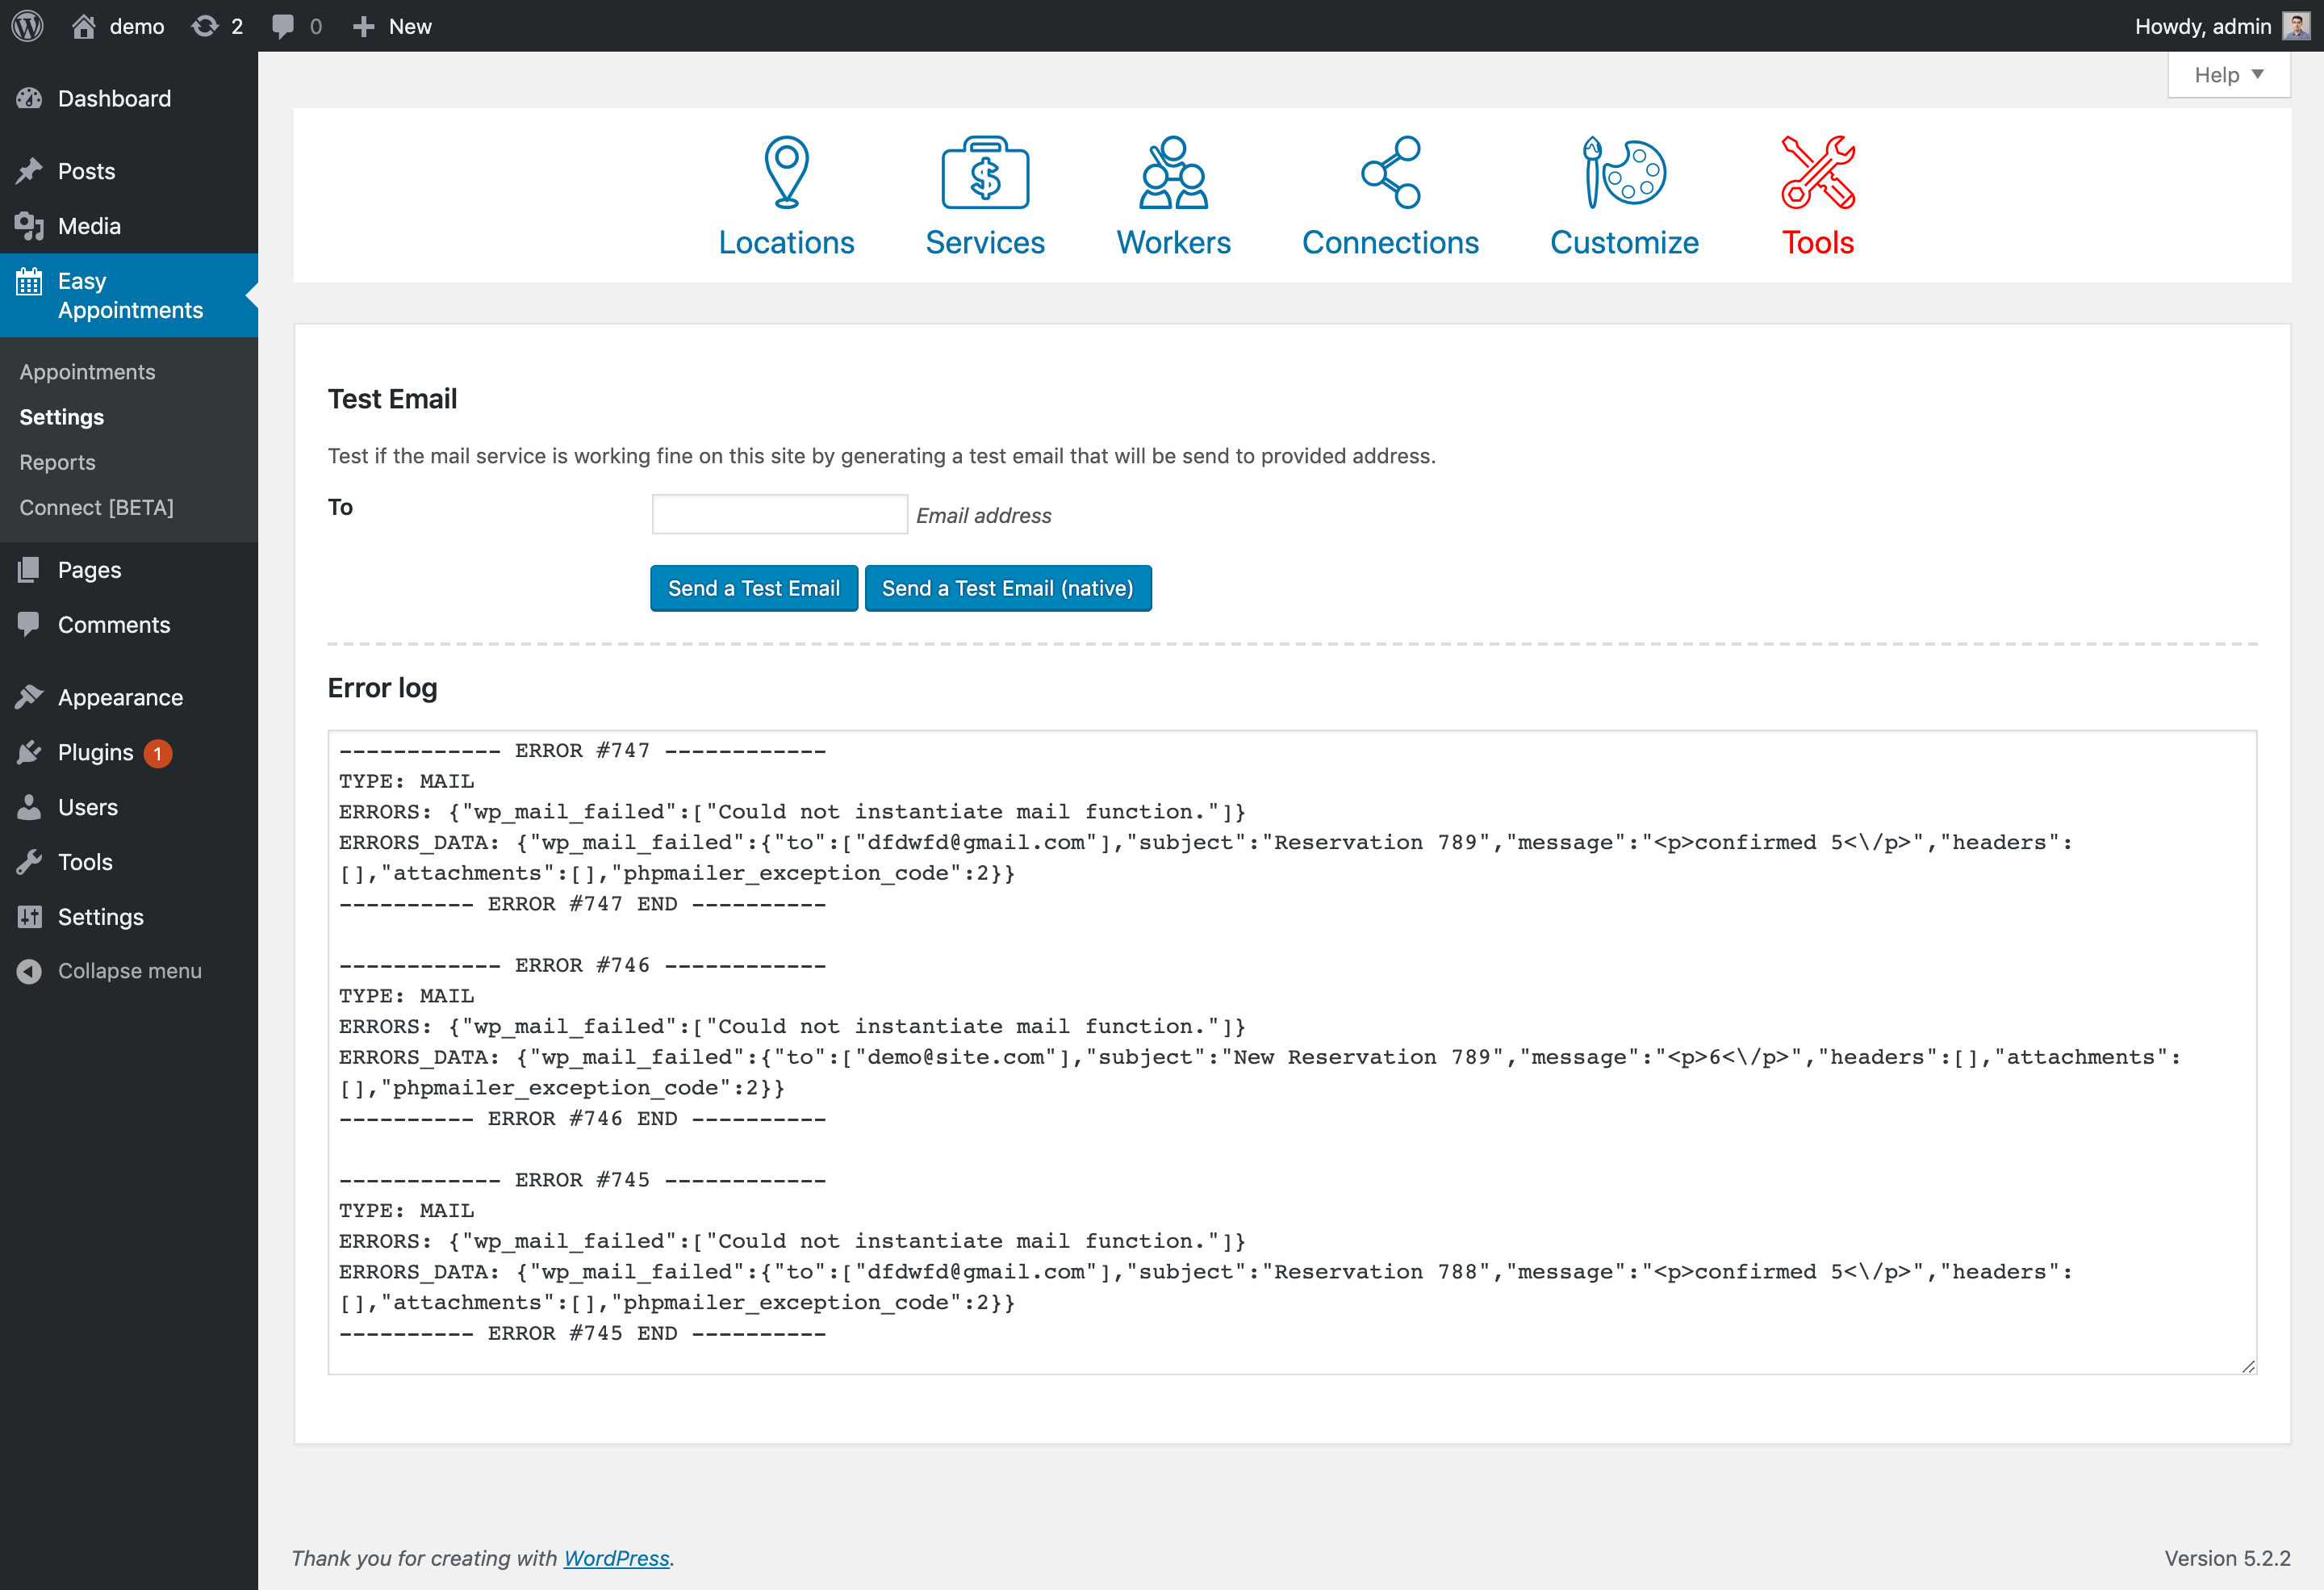 demo 2 0 New Howdy, admin
Help
Dashboard
Posts
Media
Easy
Appointments
Appointments
Settings
Reports
Connect [BETA]
Pages
Comments
Appearance
Plugins 1
Users
Tools
Settings
Collapse menu
Locations Services Workers Connections Customize Tools
Test Email
Test if the mail service is working fine on this site by generating a test email that will be send to provided address.
To Email address
Send a Test Email Send a Test Email (native)
Error log
------------ ERROR #747 ------------
TYPE: MAIL
ERRORS: {"wp_mail_failed":["Could not instantiate mail function."]}
ERRORS_DATA: {"wp_mail_failed":{"to":["dfdwfd@gmail.com"],"subject":"Reservation 789","message":"<p>confirmed 5<\/p>","headers":
[],"attachments":[],"phpmailer_exception_code":2}}
---------- ERROR #747 END ----------
------------ ERROR #746 ------------
TYPE: MAIL
ERRORS: {"wp_mail_failed":["Could not instantiate mail function."]}
ERRORS_DATA: {"wp_mail_failed":{"to":["demo@site.com"],"subject":"New Reservation 789","message":"<p>6<\/p>","headers":[],"attachments":
[],"phpmailer_exception_code":2}}
---------- ERROR #746 END ----------
------------ ERROR #745 ------------
TYPE: MAIL
ERRORS: {"wp_mail_failed":["Could not instantiate mail function."]}
ERRORS_DATA: {"wp_mail_failed":{"to":["dfdwfd@gmail.com"],"subject":"Reservation 788","message":"<p>confirmed 5<\/p>","headers":
[],"attachments":[],"phpmailer_exception_code":2}}
---------- ERROR #745 END ----------
Thank you for creating with WordPress. Version 5.2.2